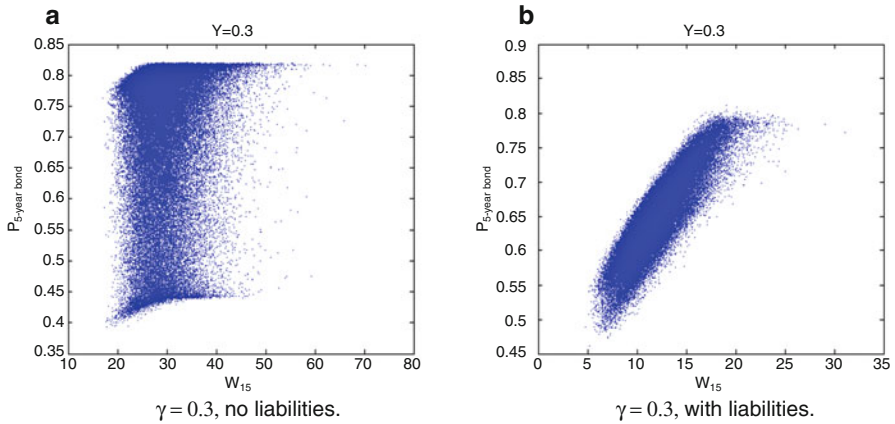 a
Y=0.3
0.85
0.8
0.75
0.7
0.65
0.6
0.55
0.5
0.45
0.4
0.35
P5-year bond
10 20 30 40 50 60 70 80
W15
γ = 0.3, no liabilities.
b
Y=0.3
0.9
0.85
0.8
0.75
0.7
0.65
0.6
0.55
0.5
0.45
P5-year bond
0 5 10 15 20 25 30 35
W15
γ = 0.3, with liabilities.